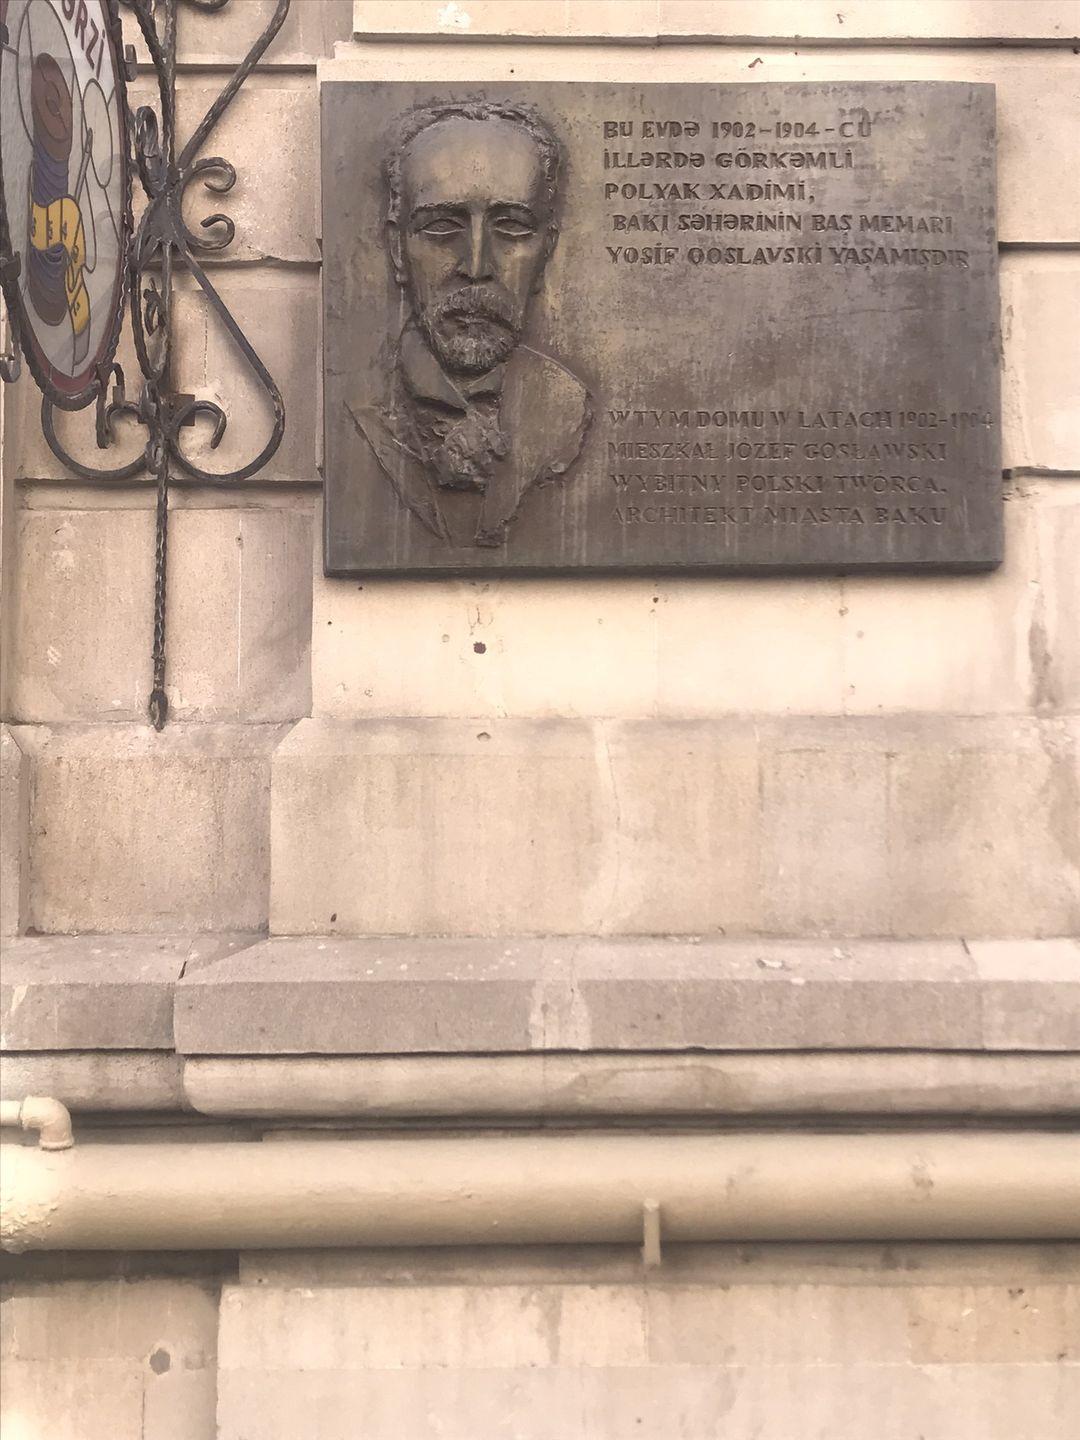 RZİ
BU EVDƏ 1902-1904-CÜ
İLLƏRDƏ GÖRKƏMLİ
POLYAK XADİMİ,
BAKI ŞƏHƏRİNİN BAŞ MEMARI
YOSİF QOSLAVSKİ YAŞAMIŞDIR
W TYM DOMU W LATACH 1902-1904
MIESZKAŁ JÓZEF GOSŁAWSKI
WYBITNY POLSKI TWÓRCA,
ARCHITEKT MIASTA BAKU